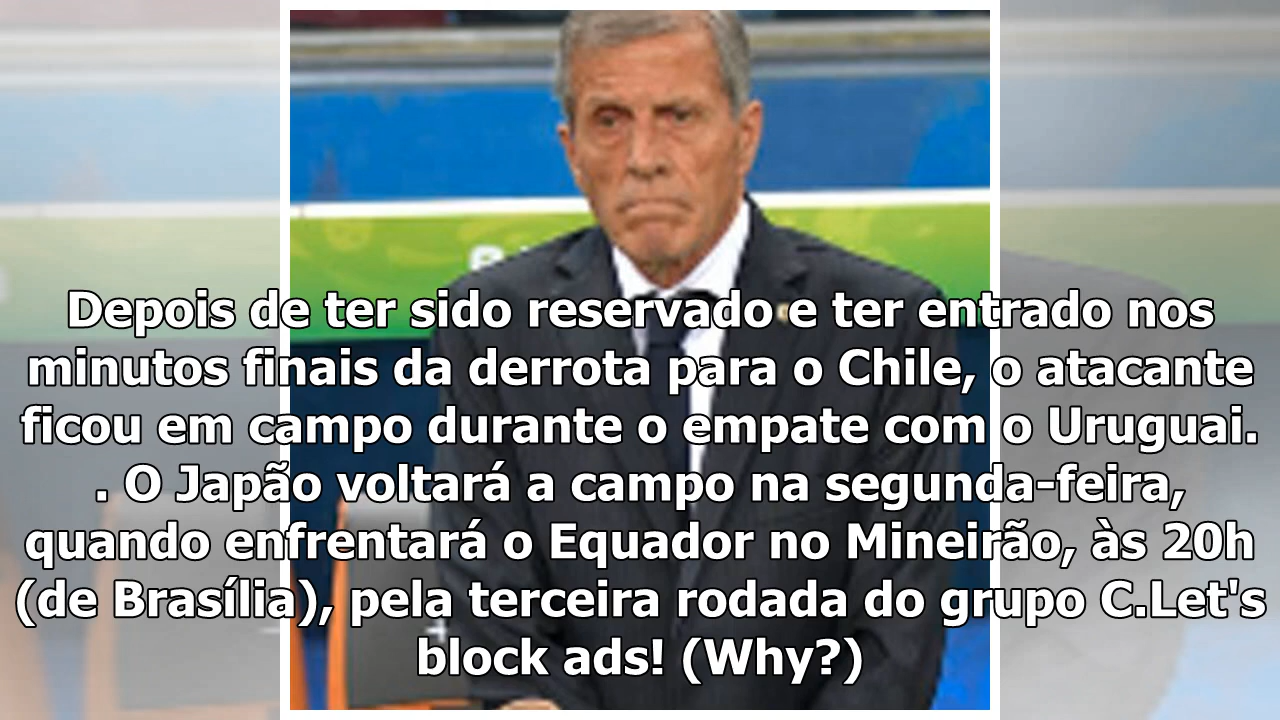 Depois de ter sido reservado e ter entrado nos
minutos finais da derrota para o Chile, o atacante
ficou em campo durante o empate com o Uruguai.
. O Japão voltará a campo na segunda-feira,
quando enfrentará o Equador no Mineirão, às 20h
(de Brasília), pela terceira rodada do grupo C.Let's
block ads! (Why?)